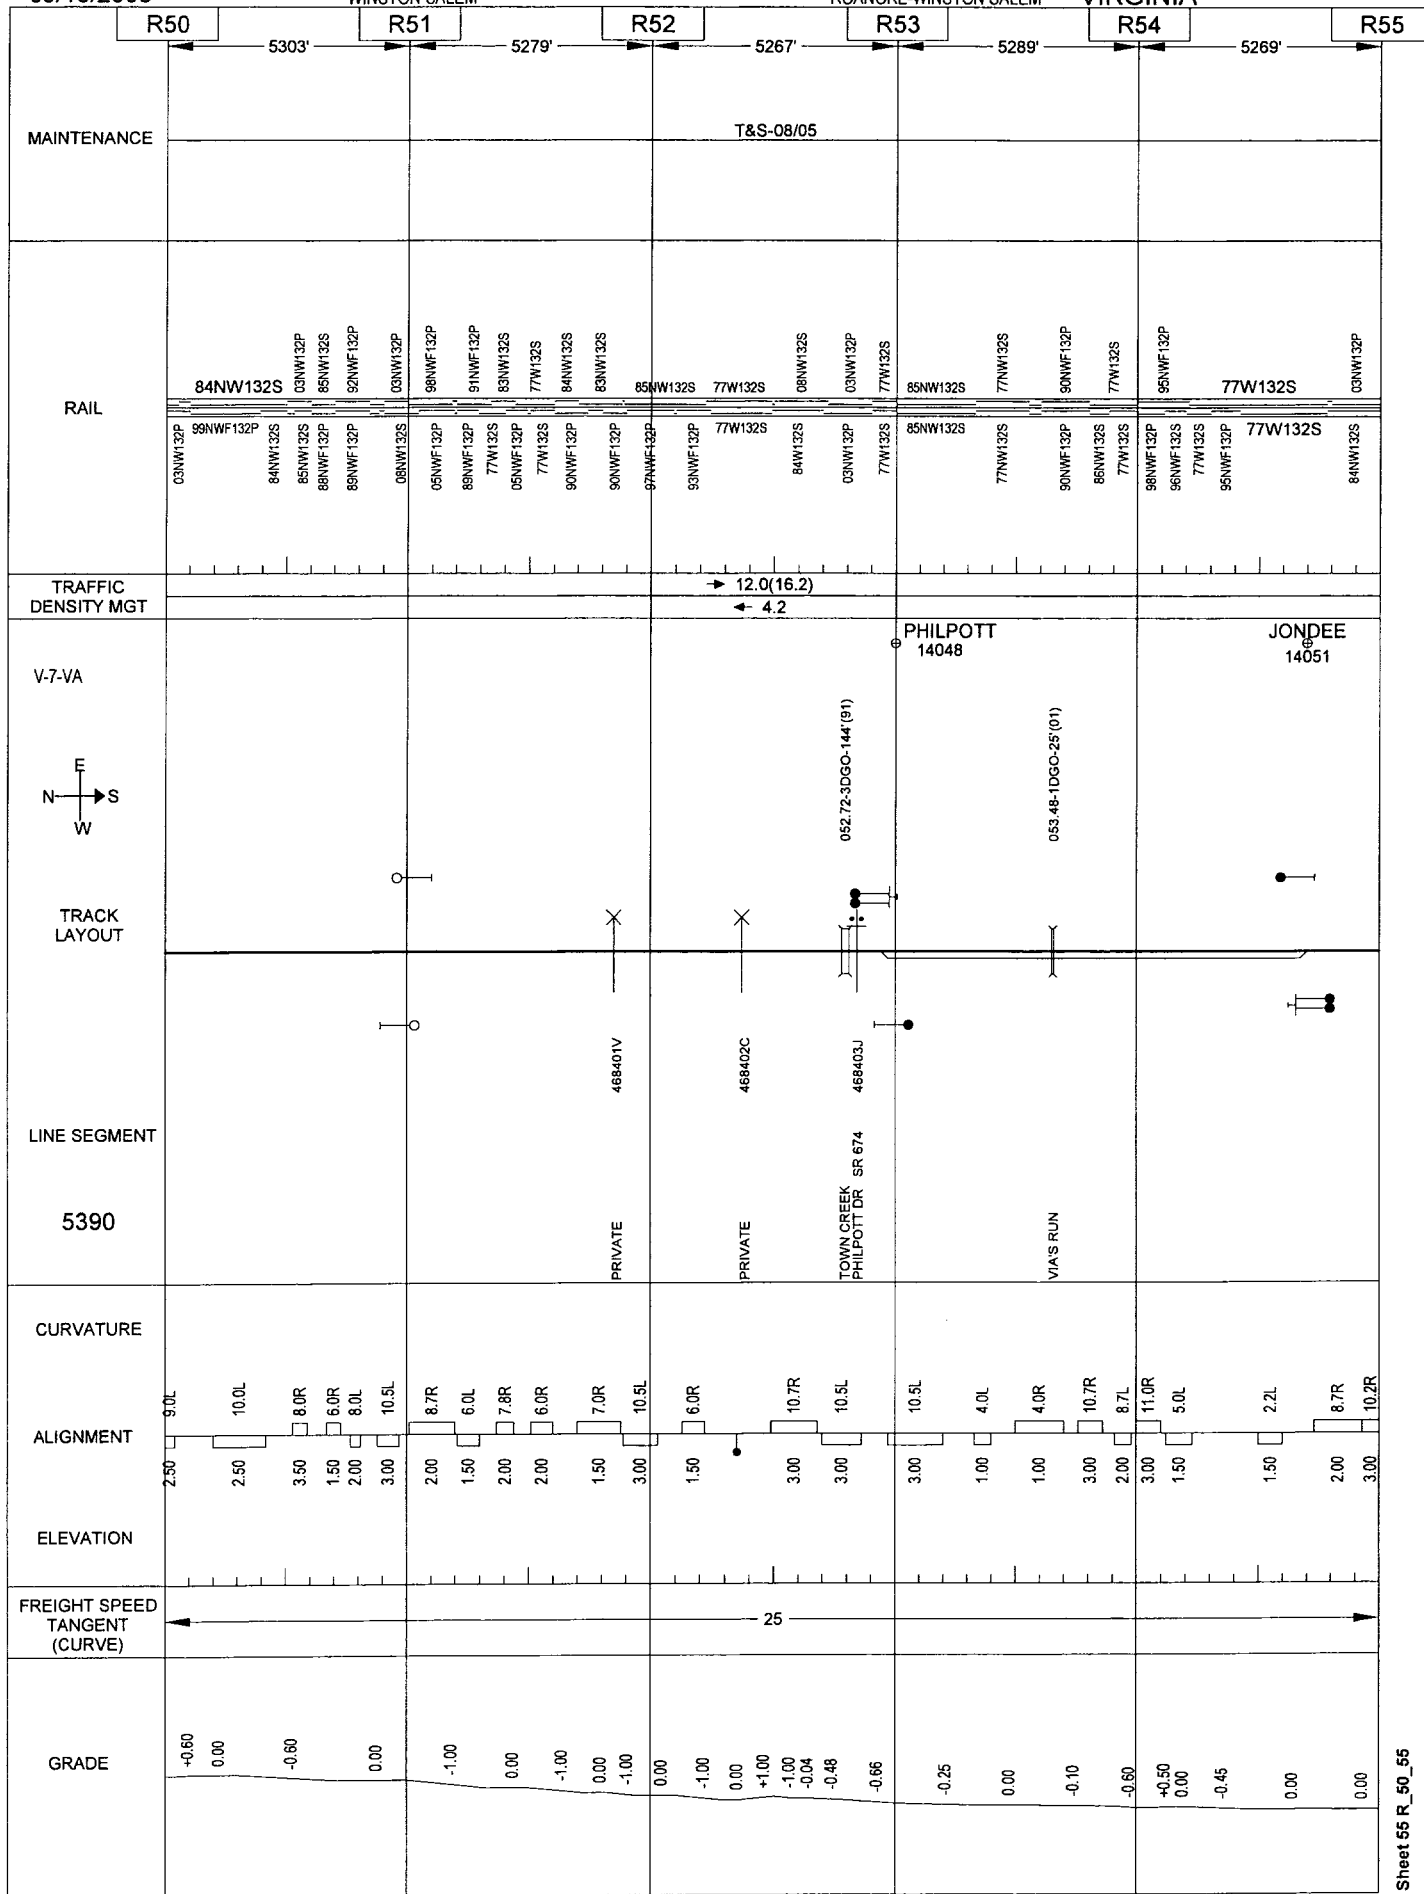 R50 R51 R52 R53 R54 R55
5303' 5279' 5267' 5289' 5269'
MAINTENANCE
T&S-08/05
RAIL
84NW132S 03NW132P 85NW132S 92NWF132P 03NW132P 98NWF132P 91NWF132P 83NW132S 77W132S 84NW132S 83NW132S 85NW132S 77W132S 08NW132S 03NW132P 77W132S 85NW132S 77NW132S 90NWF132P 77W132S 95NWF132P 77W132S 03NW132P
03NW132P 99NWF132P 84NW132S 85NW132S 88NWF132P 89NWF132P 08NW132S 05NWF132P 89NWF132P 77W132S 05NWF132P 77W132S 90NWF132P 90NWF132P 97NWF132P 93NWF132P 77W132S 84W132S 03NW132P 77W132S 85NW132S 77NW132S 90NWF132P 86NW132S 77W132S 98NWF132P 96NW132S 77W132S 95NWF132P 77W132S 84NW132S
TRAFFIC
DENSITY MGT
12.0(16.2)
4.2
PHILPOTT
14048
JONDEE
14051
V-7-VA
E
N S
W
052.72-3DGO-144'(91)
053.48-1DGO-25'(01)
TRACK
LAYOUT
468401V
468402C
468403J
LINE SEGMENT
5390
PRIVATE
PRIVATE
TOWN CREEK
PHILPOTT DR SR 674
VIA'S RUN
CURVATURE
9.0L 10.0L 8.0R 6.0R 8.0L 10.5L 8.7R 6.0L 7.8R 6.0R 7.0R 10.5L 6.0R 10.7R 10.5L 10.5L 4.0L 4.0R 10.7R 8.7L 11.0R 5.0L 2.2L 8.7R 10.2R
ALIGNMENT
2.50 2.50 3.50 1.50 2.00 3.00 2.00 1.50 2.00 2.00 1.50 3.00 1.50 3.00 3.00 3.00 1.00 1.00 3.00 2.00 3.00 1.50 1.50 2.00 3.00
ELEVATION
FREIGHT SPEED
TANGENT
(CURVE)
25
GRADE
+0.60 0.00 -0.60 0.00 -1.00 0.00 -1.00 0.00 -1.00 0.00 -1.00 0.00 +1.00 -1.00 -0.04 -0.48 -0.66 -0.25 0.00 -0.10 -0.60 +0.50 0.00 -0.45 0.00 0.00
Sheet 55 R_50_55